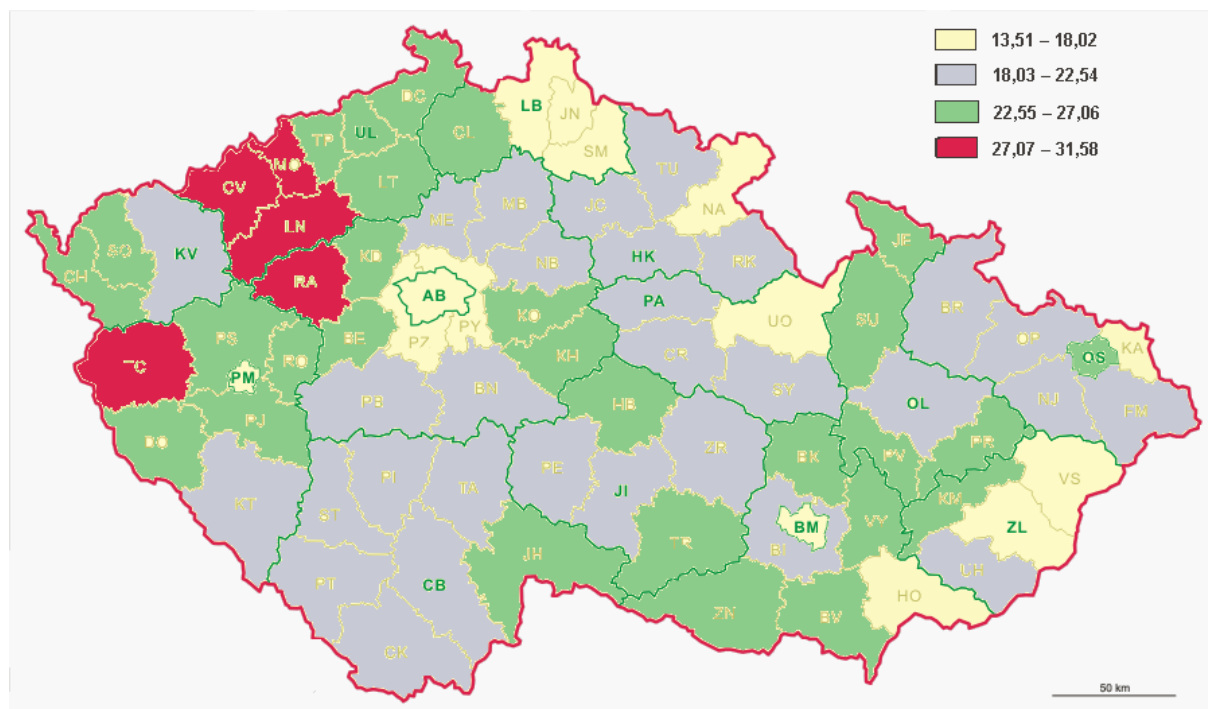 13,51 – 18,02
18,03 – 22,54
22,55 – 27,06
27,07 – 31,58
DC
LB
JN
UL
TP
CL
SM
MO
CV
LT
TU
LN
ME
MB
JC
NA
SO
KV
KD
HK
RK
JE
CH
NB
RA
AB
PA
BR
KO
UO
SU
OP
KA
PS
BE
PZ
PY
OS
TC
RO
KH
CR
PM
SY
OL
NJ
FM
PB
BN
HB
DO
PJ
ZR
BK
PV
PR
VS
KT
PI
TA
PE
JI
KM
ST
BM
VY
ZL
BI
JH
TR
UH
PT
CB
HO
ZN
BV
CK
50 km